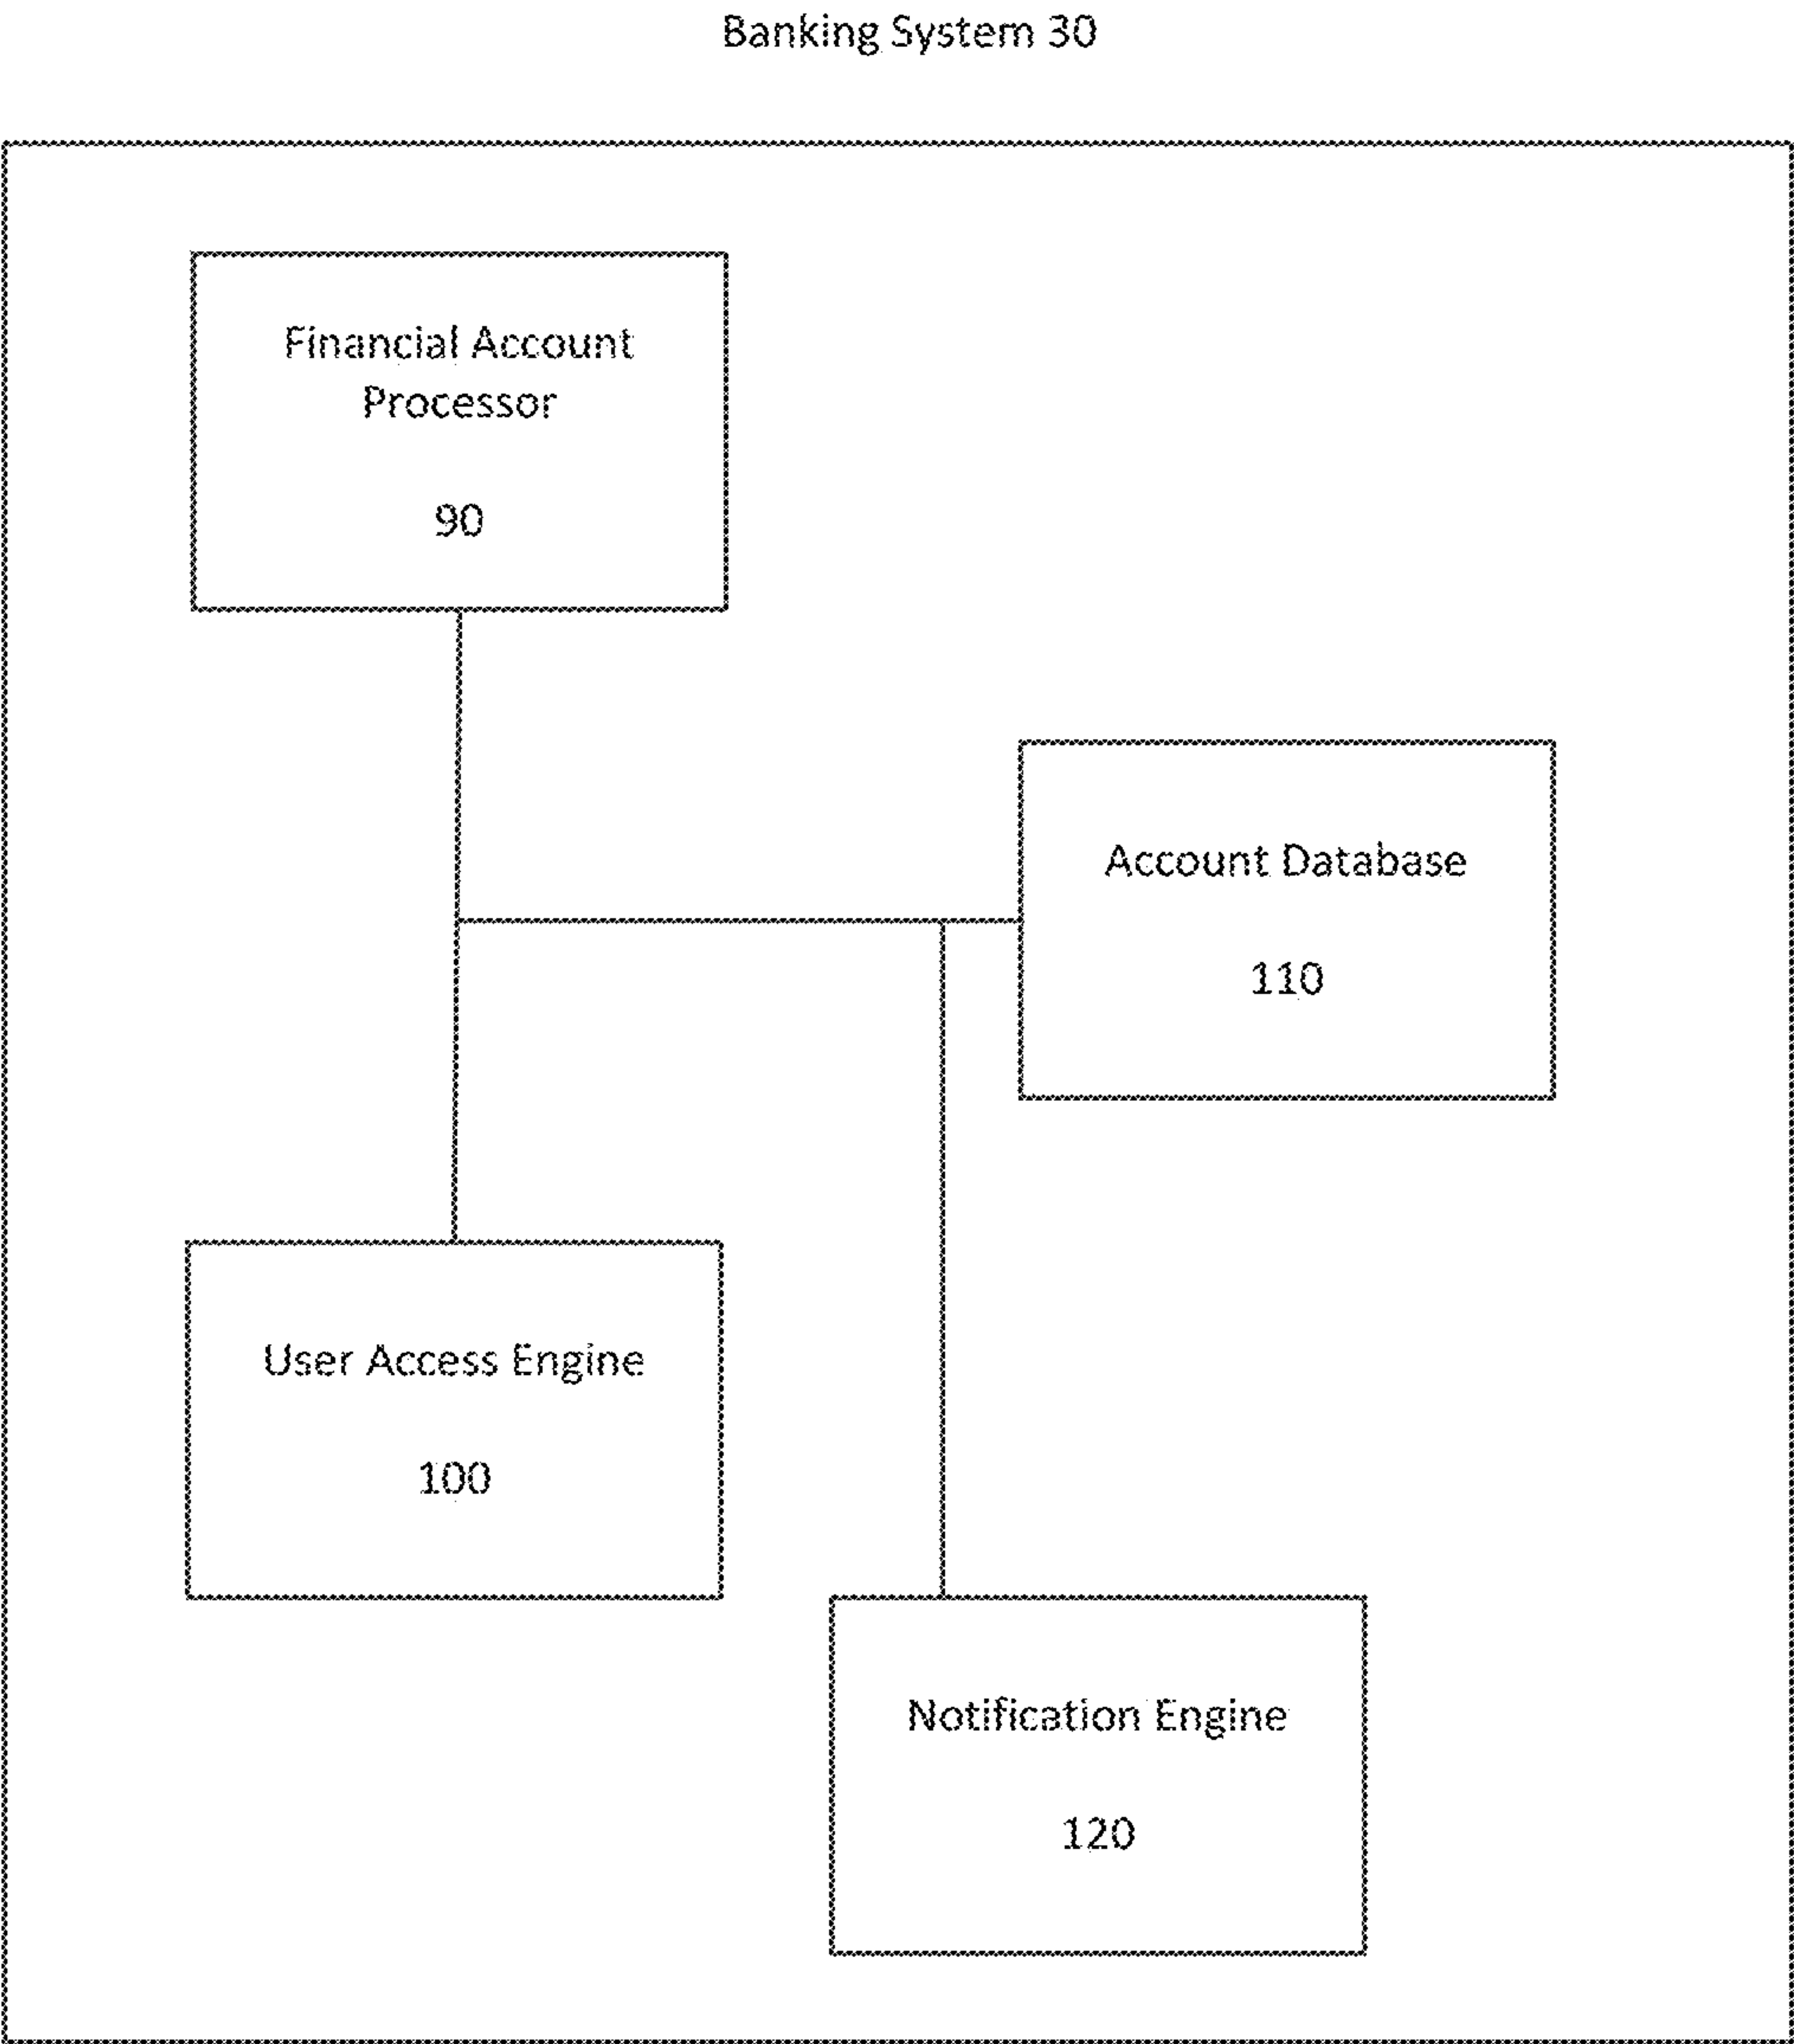 Banking System 30
Financial Account
Processor
90
Account Database
110
User Access Engine
100
Notification Engine
120